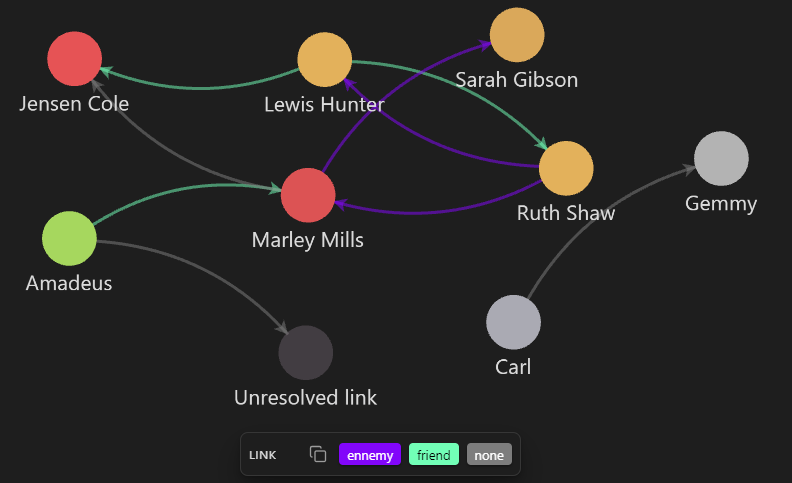 Sarah Gibson
Jensen Cole
Lewis Hunter
Gemmy
Ruth Shaw
Marley Mills
Amadeus
Carl
Unresolved link
LINK ennemy friend none